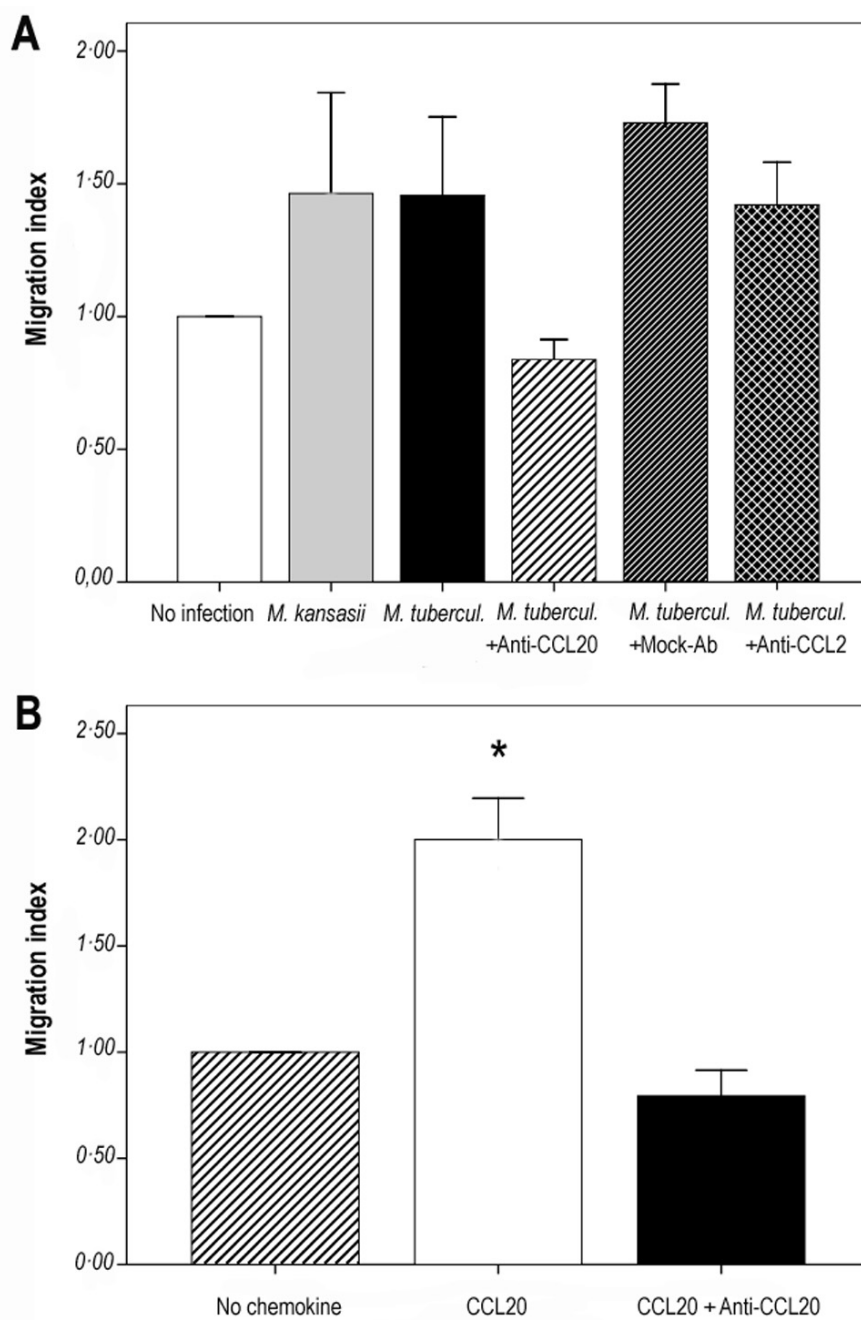 A
Migration index
2·00
1·50
1·00
0·50
0,00
No infection M. kansasii M. tubercul. M. tubercul. M. tubercul. M. tubercul.
+Anti-CCL20 +Mock-Ab +Anti-CCL2
B
Migration index
2·50
*
2·00
1·50
1·00
0·50
0·00
No chemokine CCL20 CCL20 + Anti-CCL20